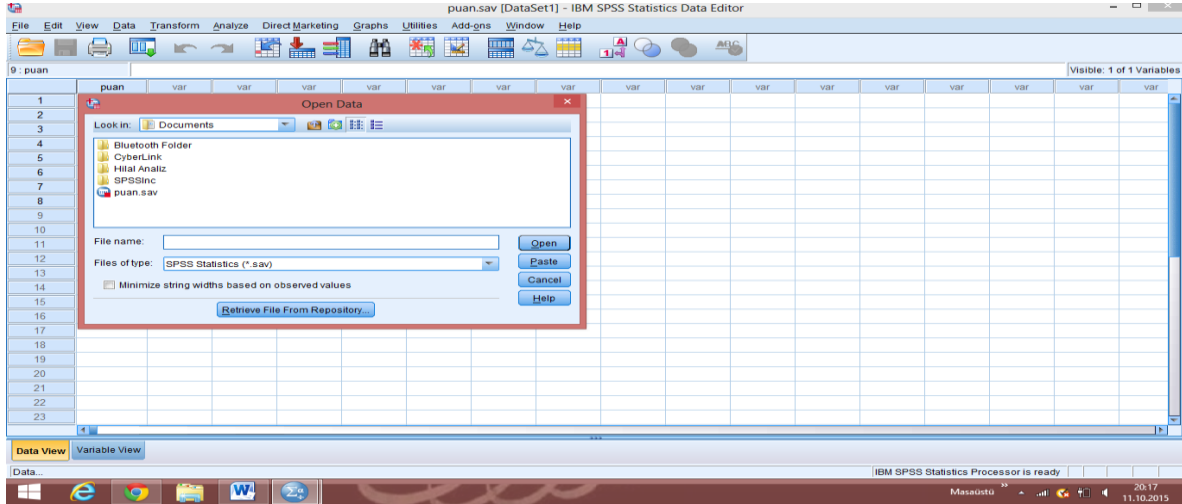 puan.sav [DataSet1] - IBM SPSS Statistics Data Editor
File Edit View Data Transform Analyze Direct Marketing Graphs Utilities Add-ons Window Help
9 : puan
Visible: 1 of 1 Variables
puan var var var var var var var var var var var var var var var
1
2
3
4
5
6
7
8
9
10
11
12
13
14
15
16
17
18
19
20
21
22
23
Open Data
Look in: Documents
Bluetooth Folder
CyberLink
Hilal Analiz
SPSSInc
puan.sav
File name:
Open
Files of type: SPSS Statistics (*.sav)
Paste
Minimize string widths based on observed values
Cancel
Help
Retrieve File From Repository...
Data View Variable View
Data...
IBM SPSS Statistics Processor is ready
Masaüstü
20:17
11.10.2015